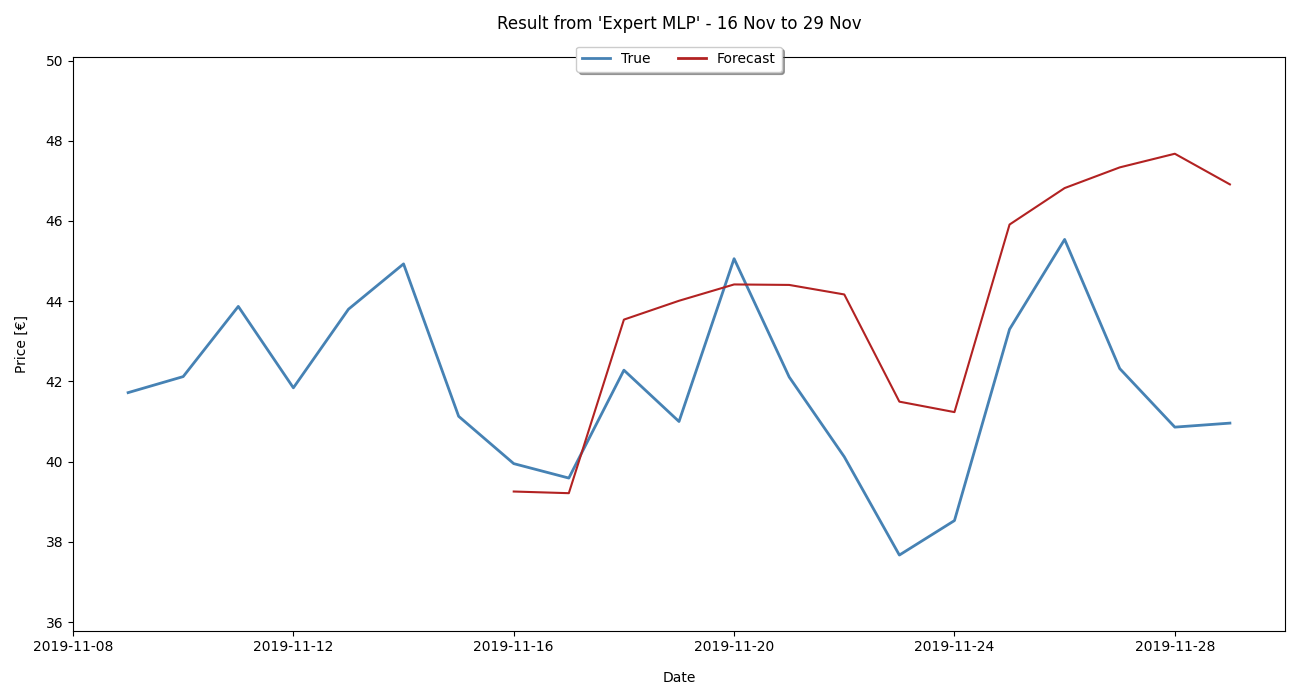 Result from 'Expert MLP' - 16 Nov to 29 Nov
True Forecast
50
48
46
44
42
40
38
36
Price [€]
2019-11-08 2019-11-12 2019-11-16 2019-11-20 2019-11-24 2019-11-28
Date